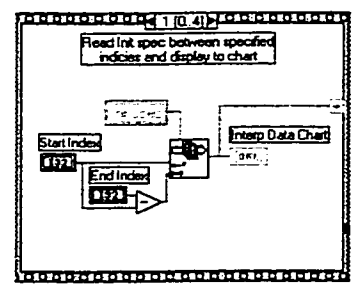 1 [0..4]
Read Init spec between specified
indicies and display to chart
Start Index
I32
End Index
I32
Interp Data Chart